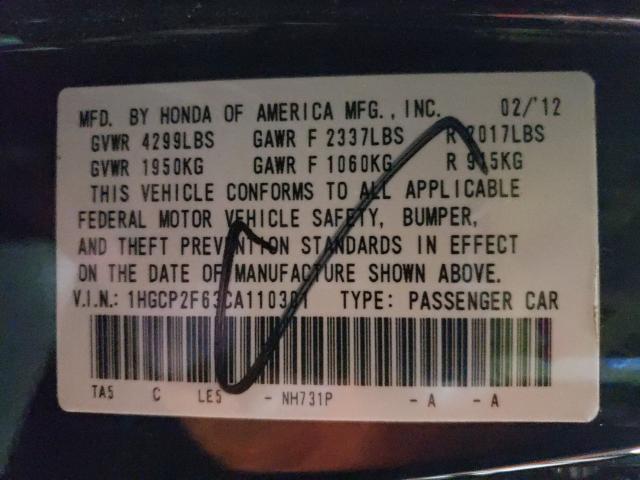 MFD. BY HONDA OF AMERICA MFG., INC. 02/'12
GVWR 4299LBS GAWR F 2337LBS R 2017LBS
GVWR 1950KG GAWR F 1060KG R 915KG
THIS VEHICLE CONFORMS TO ALL APPLICABLE
FEDERAL MOTOR VEHICLE SAFETY, BUMPER,
AND THEFT PREVENTION STANDARDS IN EFFECT
ON THE DATE OF MANUFACTURE SHOWN ABOVE.
V.I.N.: 1HGCP2F63CA110301 TYPE: PASSENGER CAR
TA5 C LE5 - NH731P - A - A